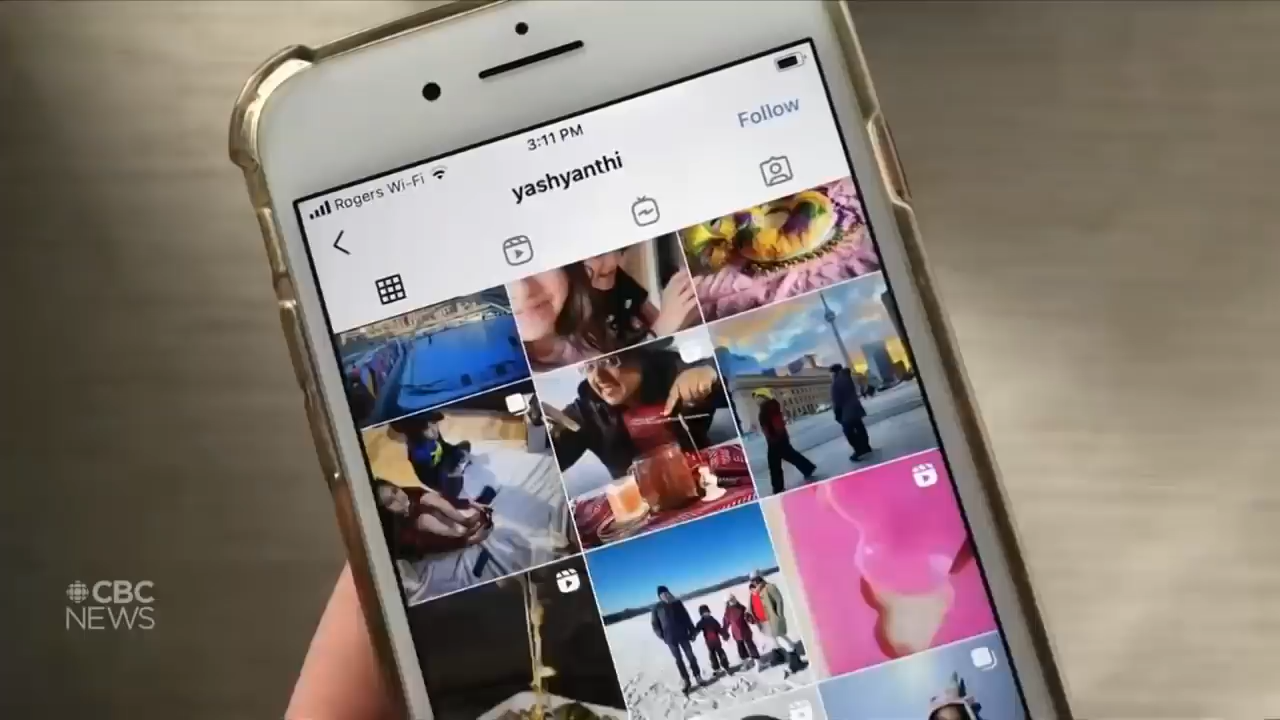 Rogers Wi-Fi
3:11 PM
yashyanthi
Follow
CBC
NEWS